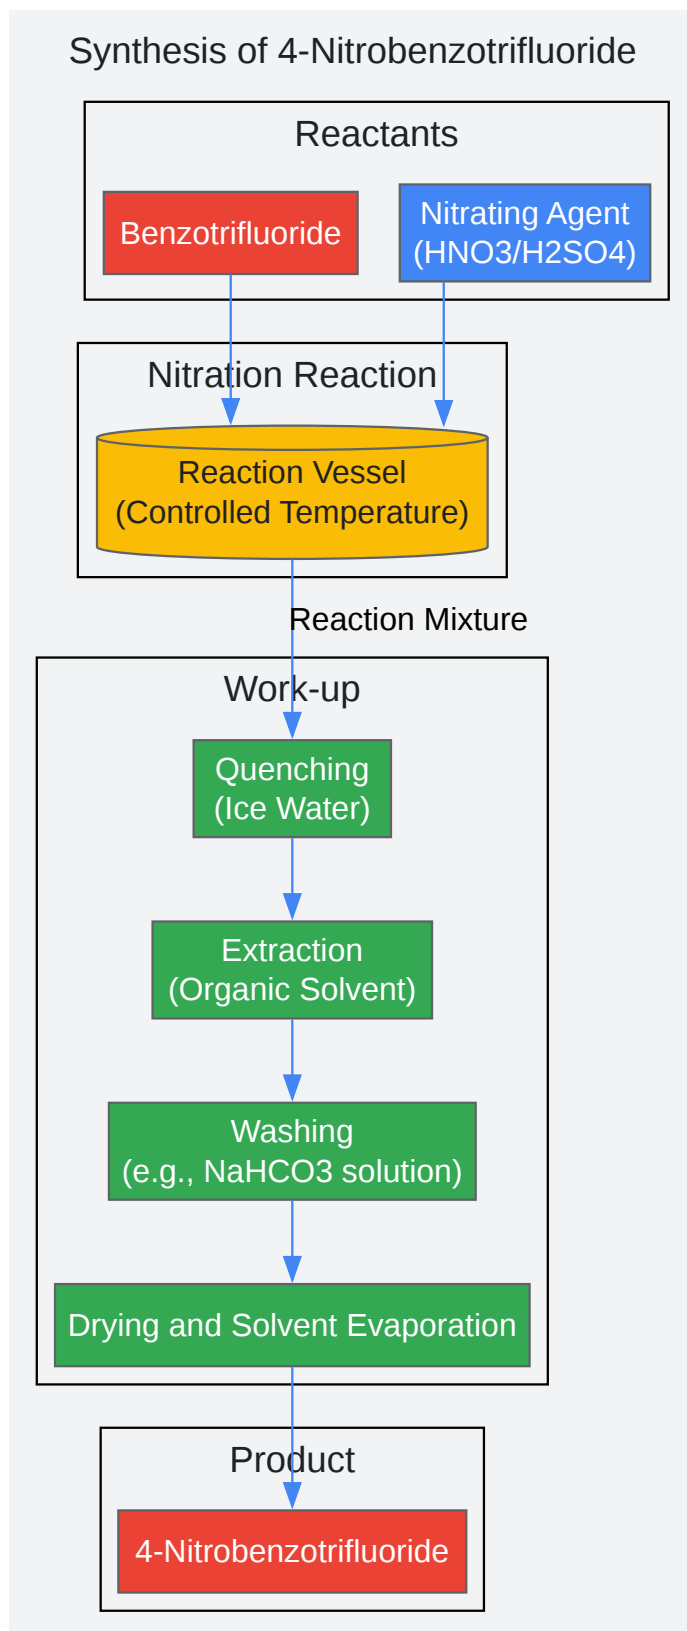 Synthesis of 4-Nitrobenzotrifluoride
Reactants
Benzotrifluoride
Nitrating Agent
(HNO3/H2SO4)
Nitration Reaction
Reaction Vessel
(Controlled Temperature)
Reaction Mixture
Work-up
Quenching
(Ice Water)
Extraction
(Organic Solvent)
Washing
(e.g., NaHCO3 solution)
Drying and Solvent Evaporation
Product
4-Nitrobenzotrifluoride